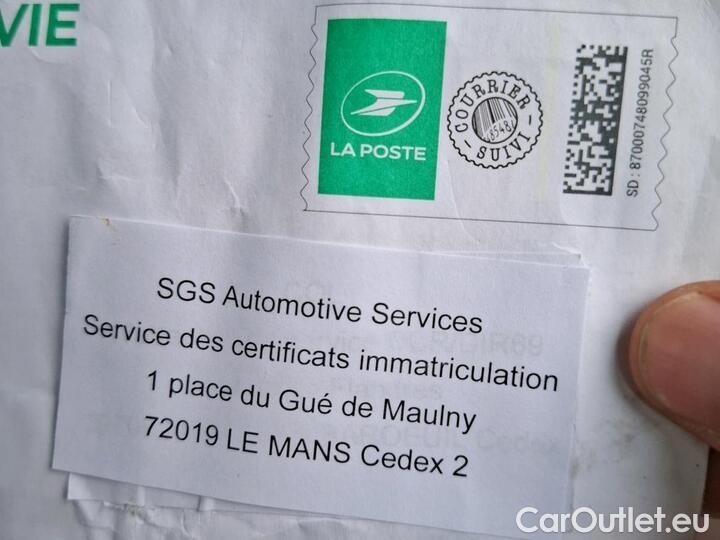 VIE
LA POSTE
COURRIER SUIVI
SD : 87000748099045R
SGS Automotive Services
Service des certificats immatriculation
1 place du Gué de Maulny
72019 LE MANS Cedex 2
CarOutlet.eu